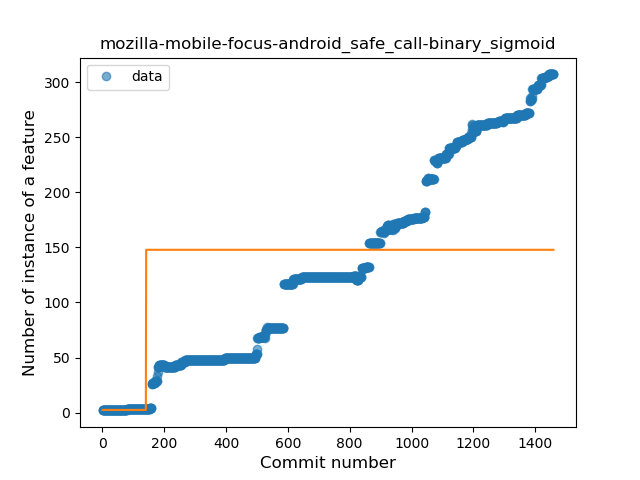 mozilla-mobile-focus-android_safe_call-binary_sigmoid
data
Number of instance of a feature
300
250
200
150
100
50
0
0 200 400 600 800 1000 1200 1400
Commit number